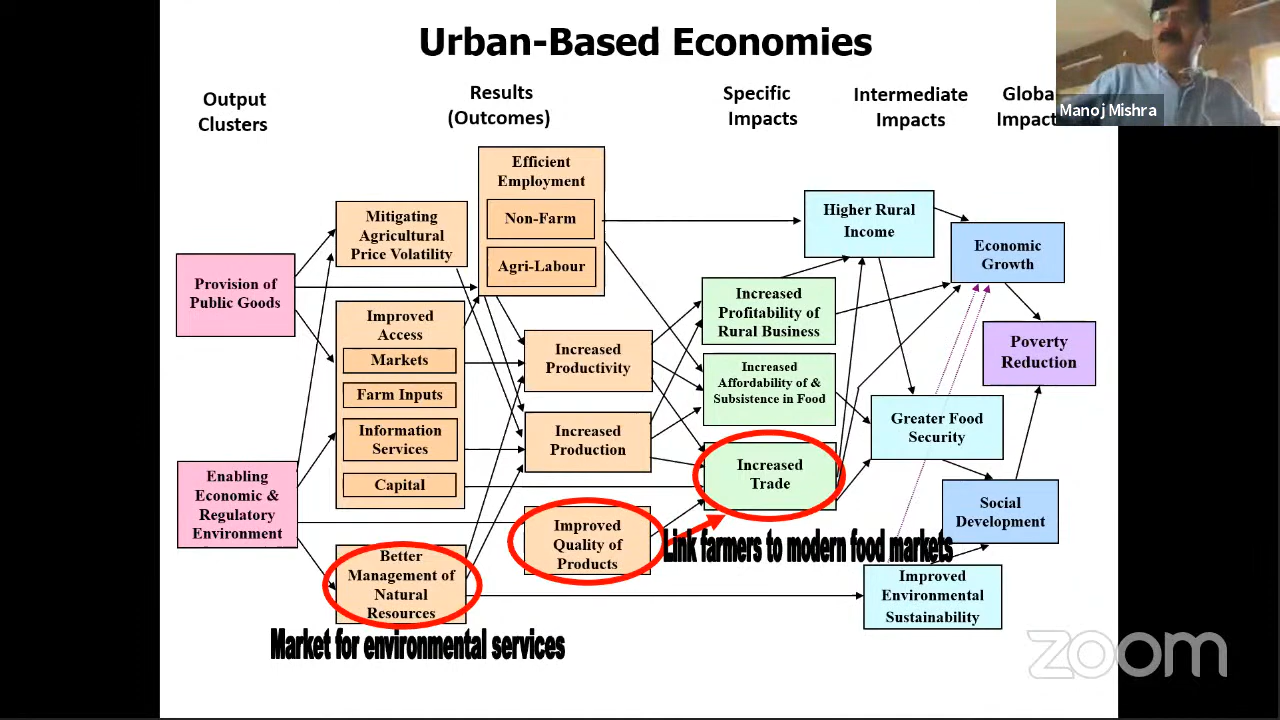 Urban-Based Economies
Output
Clusters
Results
(Outcomes)
Specific
Impacts
Intermediate
Impacts
Globa
Impact
Manoj Mishra
Provision of
Public Goods
Enabling
Economic &
Regulatory
Environment
Mitigating
Agricultural
Price Volatility
Improved
Access
Markets
Farm Inputs
Information
Services
Capital
Better
Management of
Natural
Resources
Efficient
Employment
Non-Farm
Agri-Labour
Increased
Productivity
Increased
Production
Improved
Quality of
Products
Increased
Profitability of
Rural Business
Increased
Affordability of &
Subsistence in Food
Increased
Trade
Higher Rural
Income
Greater Food
Security
Improved
Environmental
Sustainability
Economic
Growth
Poverty
Reduction
Social
Development
Link farmers to modern food markets
Market for environmental services
zoom